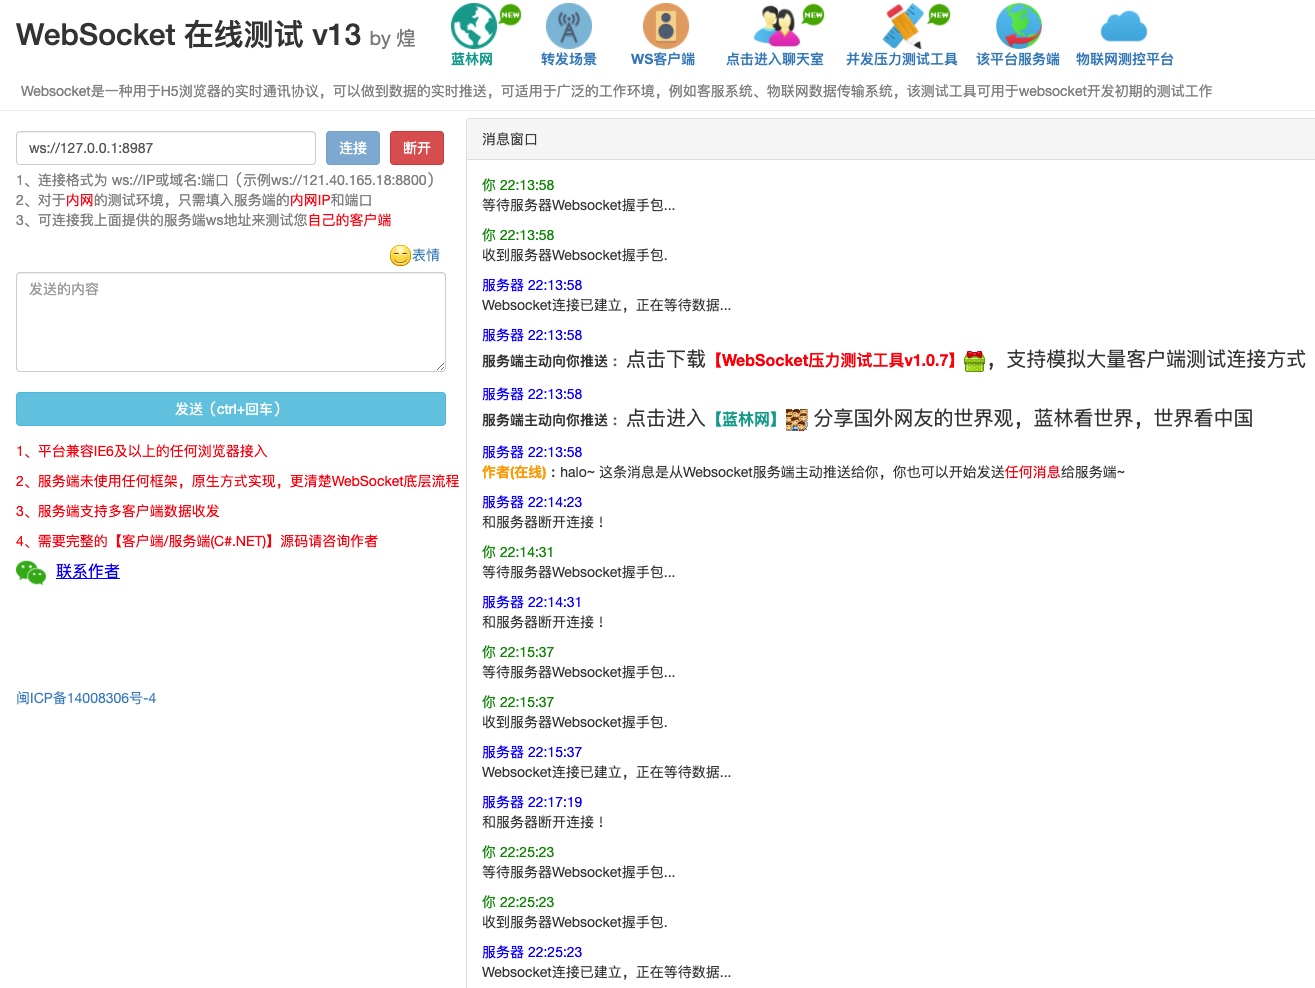 WebSocket 在线测试 v13 by 煌
NEW
蓝林网
转发场景
WS客户端
NEW
点击进入聊天室
NEW
并发压力测试工具
该平台服务端
物联网测控平台
Websocket是一种用于H5浏览器的实时通讯协议，可以做到数据的实时推送，可适用于广泛的工作环境，例如客服系统、物联网数据传输系统，该测试工具可用于websocket开发初期的测试工作
ws://127.0.0.1:8987
连接
断开
1、连接格式为 ws://IP或域名:端口（示例ws://121.40.165.18:8800）
2、对于内网的测试环境，只需填入服务端的内网IP和端口
3、可连接我上面提供的服务端ws地址来测试您自己的客户端
表情
发送的内容
发送（ctrl+回车）
1、平台兼容IE6及以上的任何浏览器接入
2、服务端未使用任何框架，原生方式实现，更清楚WebSocket底层流程
3、服务端支持多客户端数据收发
4、需要完整的【客户端/服务端(C#.NET)】源码请咨询作者
联系作者
闽ICP备14008306号-4
消息窗口
你 22:13:58
等待服务器Websocket握手包...
你 22:13:58
收到服务器Websocket握手包.
服务器 22:13:58
Websocket连接已建立，正在等待数据...
服务器 22:13:58
服务端主动向你推送： 点击下载【WebSocket压力测试工具v1.0.7】，支持模拟大量客户端测试连接方式
服务器 22:13:58
服务端主动向你推送： 点击进入【蓝林网】 分享国外网友的世界观，蓝林看世界，世界看中国
服务器 22:13:58
作者(在线)：halo~ 这条消息是从Websocket服务端主动推送给你，你也可以开始发送任何消息给服务端~
服务器 22:14:23
和服务器断开连接！
你 22:14:31
等待服务器Websocket握手包...
服务器 22:14:31
和服务器断开连接！
你 22:15:37
等待服务器Websocket握手包...
你 22:15:37
收到服务器Websocket握手包.
服务器 22:15:37
Websocket连接已建立，正在等待数据...
服务器 22:17:19
和服务器断开连接！
你 22:25:23
等待服务器Websocket握手包...
你 22:25:23
收到服务器Websocket握手包.
服务器 22:25:23
Websocket连接已建立，正在等待数据...